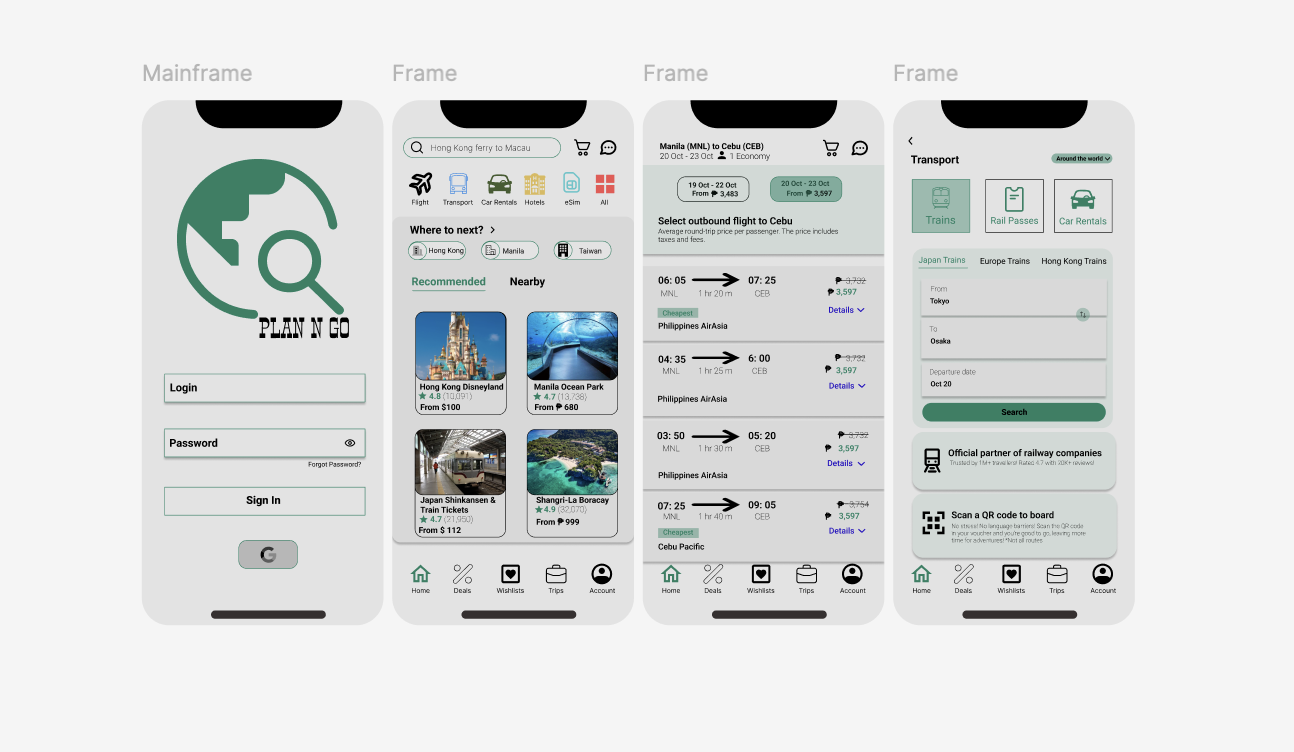 Mainframe
Frame
Frame
Frame
PLAN N GO
Login
Password
Forgot Password?
Sign In
G
Hong Kong ferry to Macau
Flight
Transport
Car Rentals
Hotels
eSim
All
Where to next? >
Hong Kong
Manila
Taiwan
Recommended
Nearby
Hong Kong Disneyland
★ 4.8 (10,091)
From $100
Manila Ocean Park
★ 4.7 (13,738)
From ₱ 680
Japan Shinkansen &
Train Tickets
★ 4.7 (21,950)
From $ 112
Shangri-La Boracay
★4.9 (32,070)
From ₱ 999
Home
Deals
Wishlists
Trips
Account
Manila (MNL) to Cebu (CEB)
20 Oct - 23 Oct 1 Economy
19 Oct - 22 Oct
From ₱ 3,483
20 Oct - 23 Oct
From ₱ 3,597
Select outbound flight to Cebu
Average round-trip price per passenger. The price includes
taxes and fees.
06: 05 07: 25 ₱ 3,732
MNL 1 hr 20 m CEB ₱ 3,597
Details
Cheapest
Philippines AirAsia
04: 35 6: 00 ₱ 3,732
MNL 1 hr 25 m CEB ₱ 3,597
Details
Philippines AirAsia
03: 50 05: 20 ₱ 3,732
MNL 1 hr 30 m CEB ₱ 3,597
Details
Philippines AirAsia
07: 25 09: 05 ₱ 3,754
MNL 1 hr 40 m CEB ₱ 3,597
Details
Cheapest
Cebu Pacific
Home
Deals
Wishlists
Trips
Account
Transport
Around the world
Trains
Rail Passes
Car Rentals
Japan Trains
Europe Trains
Hong Kong Trains
From
Tokyo
To
Osaka
Departure date
Oct 20
Search
Official partner of railway companies
Trusted by 1M+ travellers! Rated 4.7 with 20K+ reviews!
Scan a QR code to board
No stress! No language barriers! Scan the QR code
in your voucher and you're good to go, leaving more
time for adventures! *Not all routes
Home
Deals
Wishlists
Trips
Account